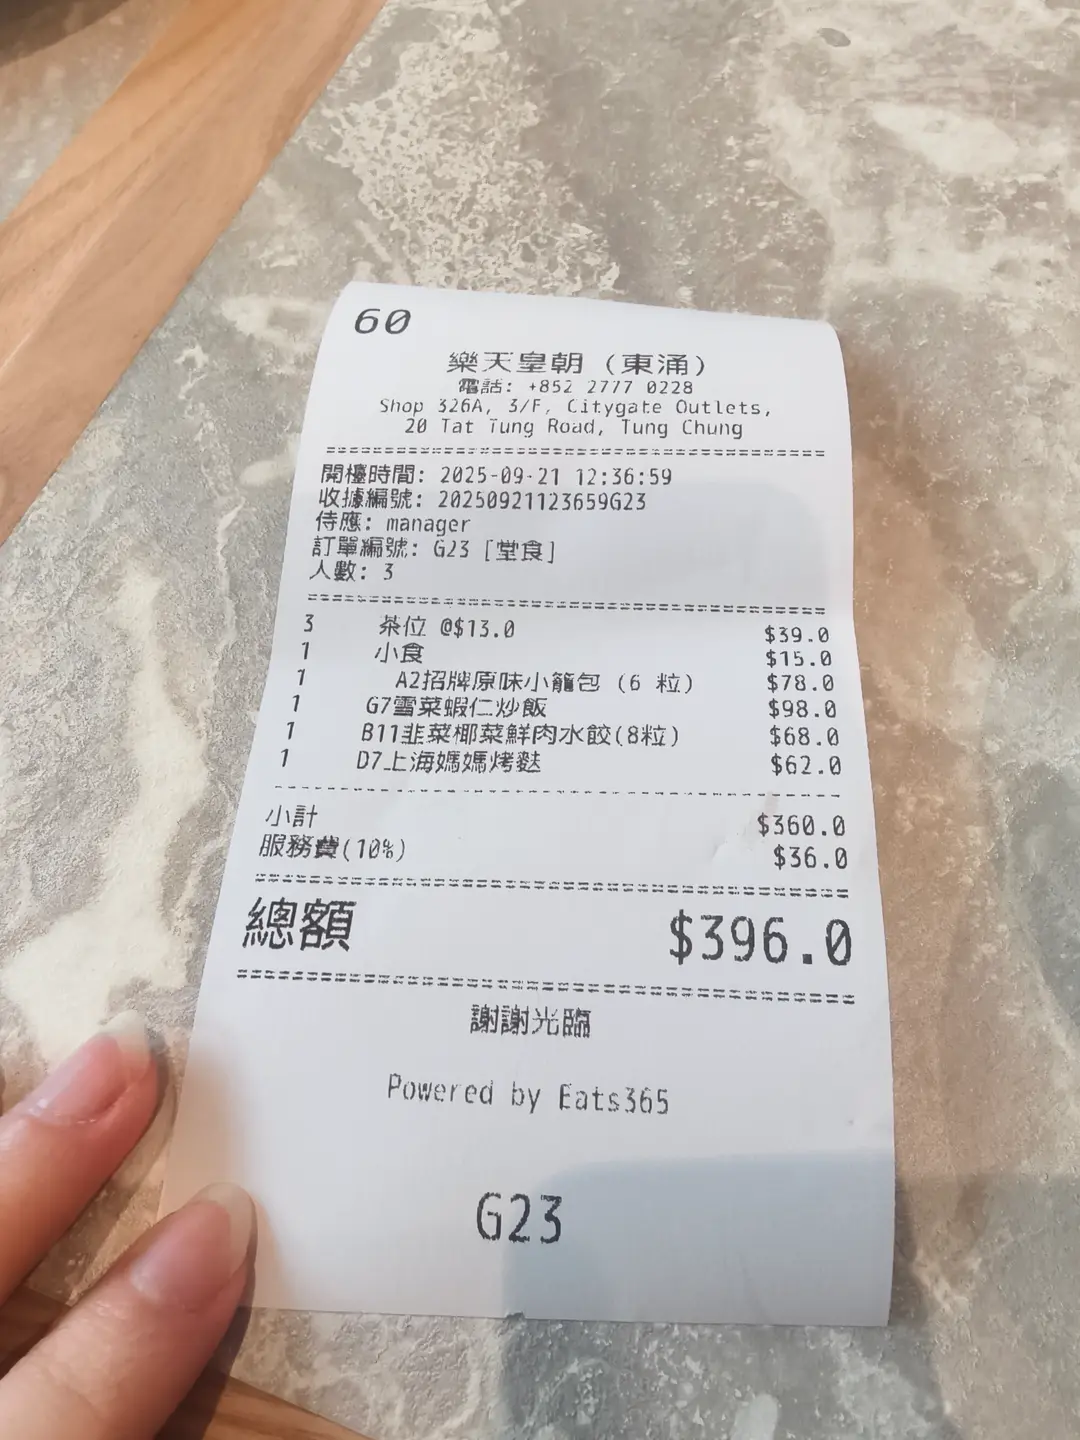 60
樂天皇朝 (東涌)
電話: +852 2777 0228
Shop 326A, 3/F, Citygate Outlets,
20 Tat Tung Road, Tung Chung
開檯時間: 2025-09-21 12:36:59
收據編號: 20250921123659G23
侍應: manager
訂單編號: G23 [堂食]
人數: 3
3 茶位 @$13.0 $39.0
1 小食 $15.0
1 A2招牌原味小籠包 (6 粒) $78.0
1 G7雪菜蝦仁炒飯 $98.0
1 B11韭菜椰菜鮮肉水餃(8粒) $68.0
1 D7上海媽媽烤麩 $62.0
小計 $360.0
服務費(10%) $36.0
總額 $396.0
謝謝光臨
Powered by Eats365
G23